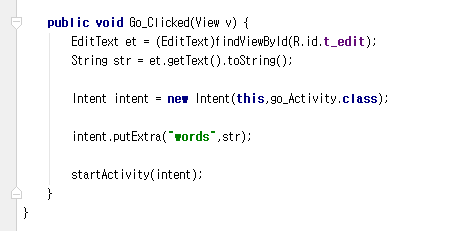 public void Go_Clicked(View v) {
EditText et = (EditText)findViewById(R.id.t_edit);
String str = et.getText().toString();
Intent intent = new Intent(this,go_Activity.class);
intent.putExtra("words",str);
startActivity(intent);
}
}